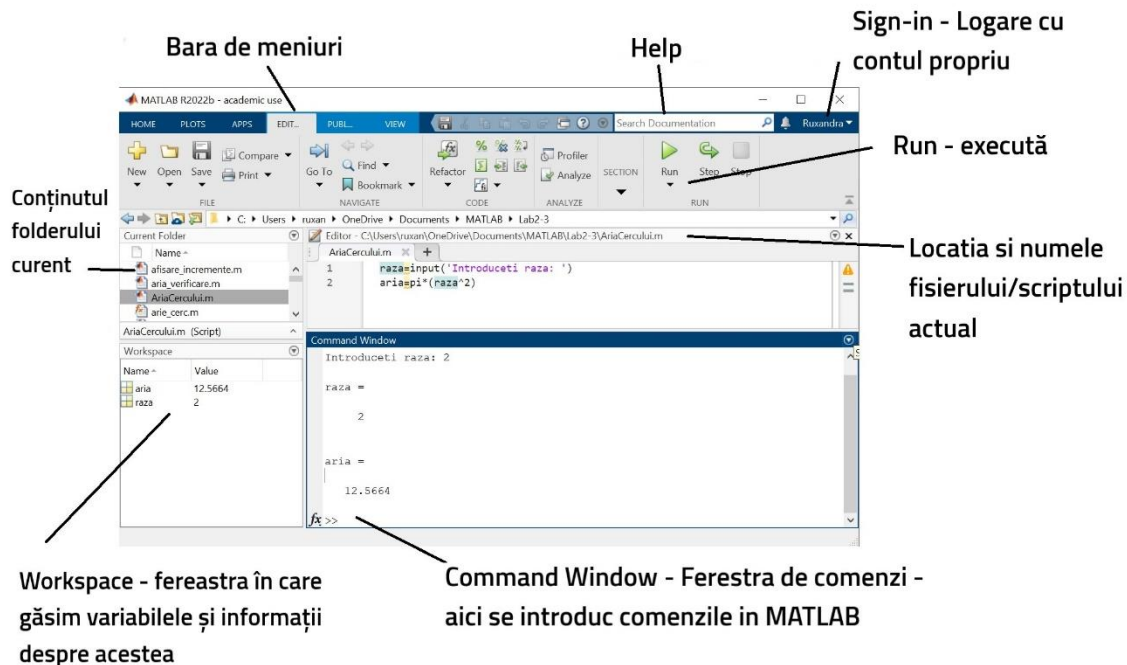 Bara de meniuri
Help
Sign-in - Logare cu
contul propriu
MATLAB R2022b - academic use
HOME PLOTS APPS EDIT... PUBL... VIEW Search Documentation Ruxandra
New Open Save Compare Print
Go To Find Bookmark
Refactor
Profiler
Analyze
SECTION
Run Step Stop
FILE NAVIGATE CODE ANALYZE RUN
Run - execută
Conținutul
folderului
curent
C: Users ruxan OneDrive Documents MATLAB Lab2-3
Current Folder
Name
afisare_incremente.m
aria_verificare.m
AriaCercului.m
arie_cerc.m
AriaCercului.m (Script)
Editor - C:\Users\ruxan\OneDrive\Documents\MATLAB\Lab2-3\AriaCercului.m
AriaCercului.m
1 raza=input('Introduceti raza: ')
2 aria=pi*(raza^2)
Locatia si numele
fisierului/scriptului
actual
Workspace
Name Value
aria 12.5664
raza 2
Command Window
Introduceti raza: 2
raza =
2
aria =
12.5664
fx >>
Workspace - fereastra în care
găsim variabilele și informații
despre acestea
Command Window - Ferestra de comenzi -
aici se introduc comenzile in MATLAB